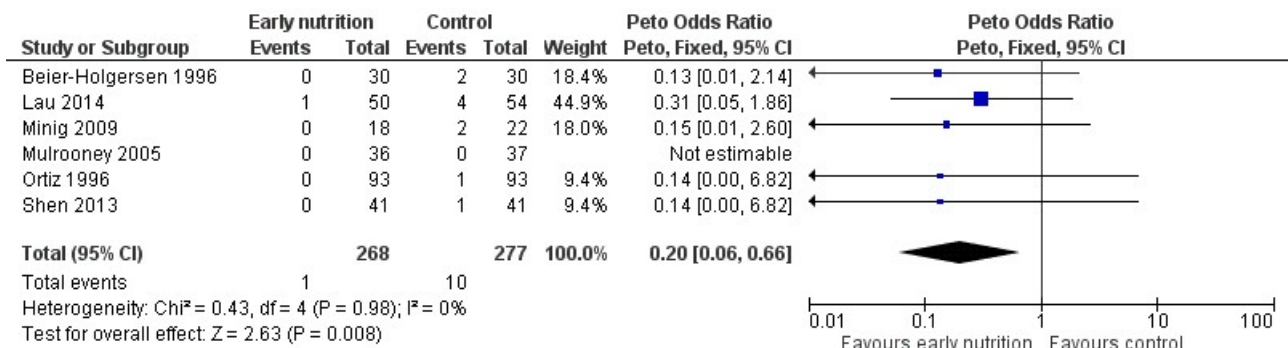 Early nutrition Control Peto Odds Ratio Peto Odds Ratio
Study or Subgroup Events Total Events Total Weight Peto, Fixed, 95% CI Peto, Fixed, 95% CI
Beier-Holgersen 1996 0 30 2 30 18.4% 0.13 [0.01, 2.14]
Lau 2014 1 50 4 54 44.9% 0.31 [0.05, 1.86]
Minig 2009 0 18 2 22 18.0% 0.15 [0.01, 2.60]
Mulrooney 2005 0 36 0 37 Not estimable
Ortiz 1996 0 93 1 93 9.4% 0.14 [0.00, 6.82]
Shen 2013 0 41 1 41 9.4% 0.14 [0.00, 6.82]
Total (95% CI) 268 277 100.0% 0.20 [0.06, 0.66]
Total events 1 10
Heterogeneity: Chi² = 0.43, df = 4 (P = 0.98); I² = 0%
Test for overall effect: Z = 2.63 (P = 0.008)
0.01 0.1 1 10 100
Favours early nutrition Favours control